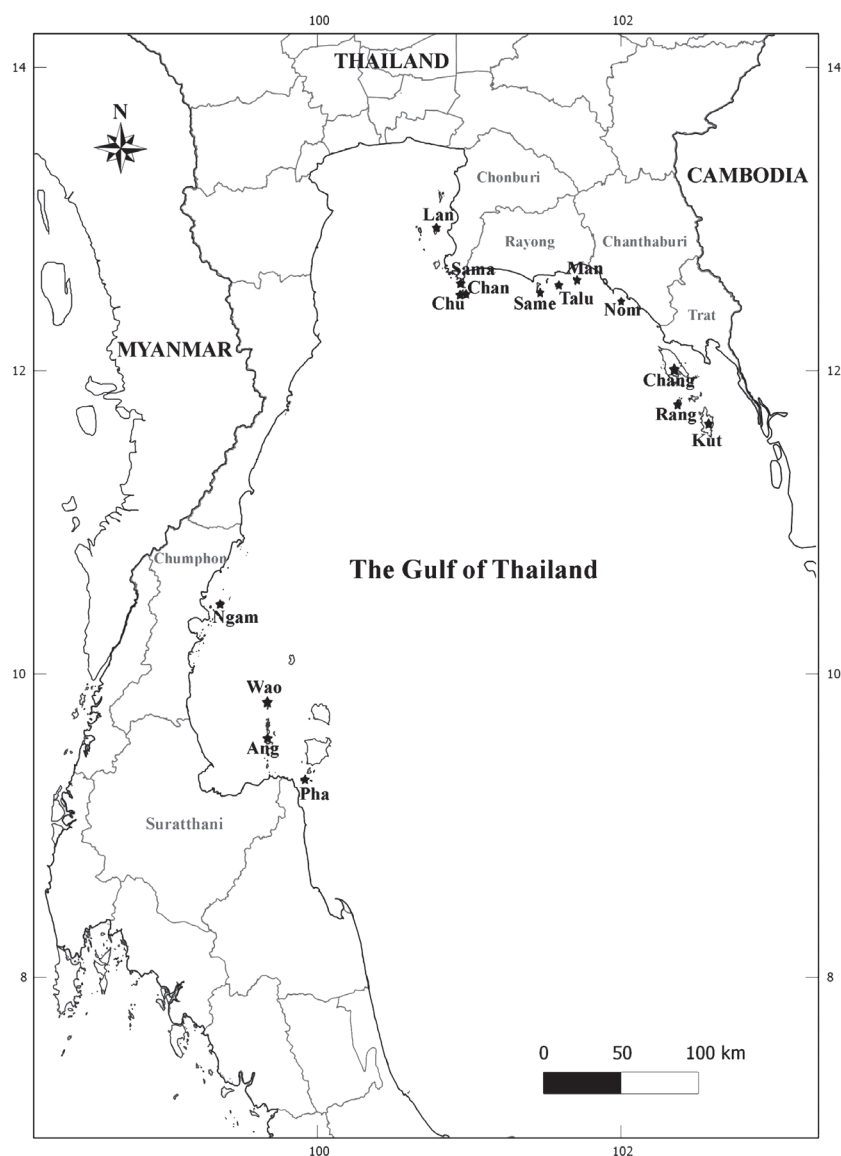 100 102
14 THAILAND 14
N
Chonburi CAMBODIA
Lan
Rayong Chanthaburi
Sama Man
Chan
Chu Same Talu Nom
Trat
MYANMAR
12 12
Chang
Rang
Kut
Chumphon
The Gulf of Thailand
Ngam
10 10
Wao
Ang
Pha
Suratthani
8 8
0 50 100 km
100 102